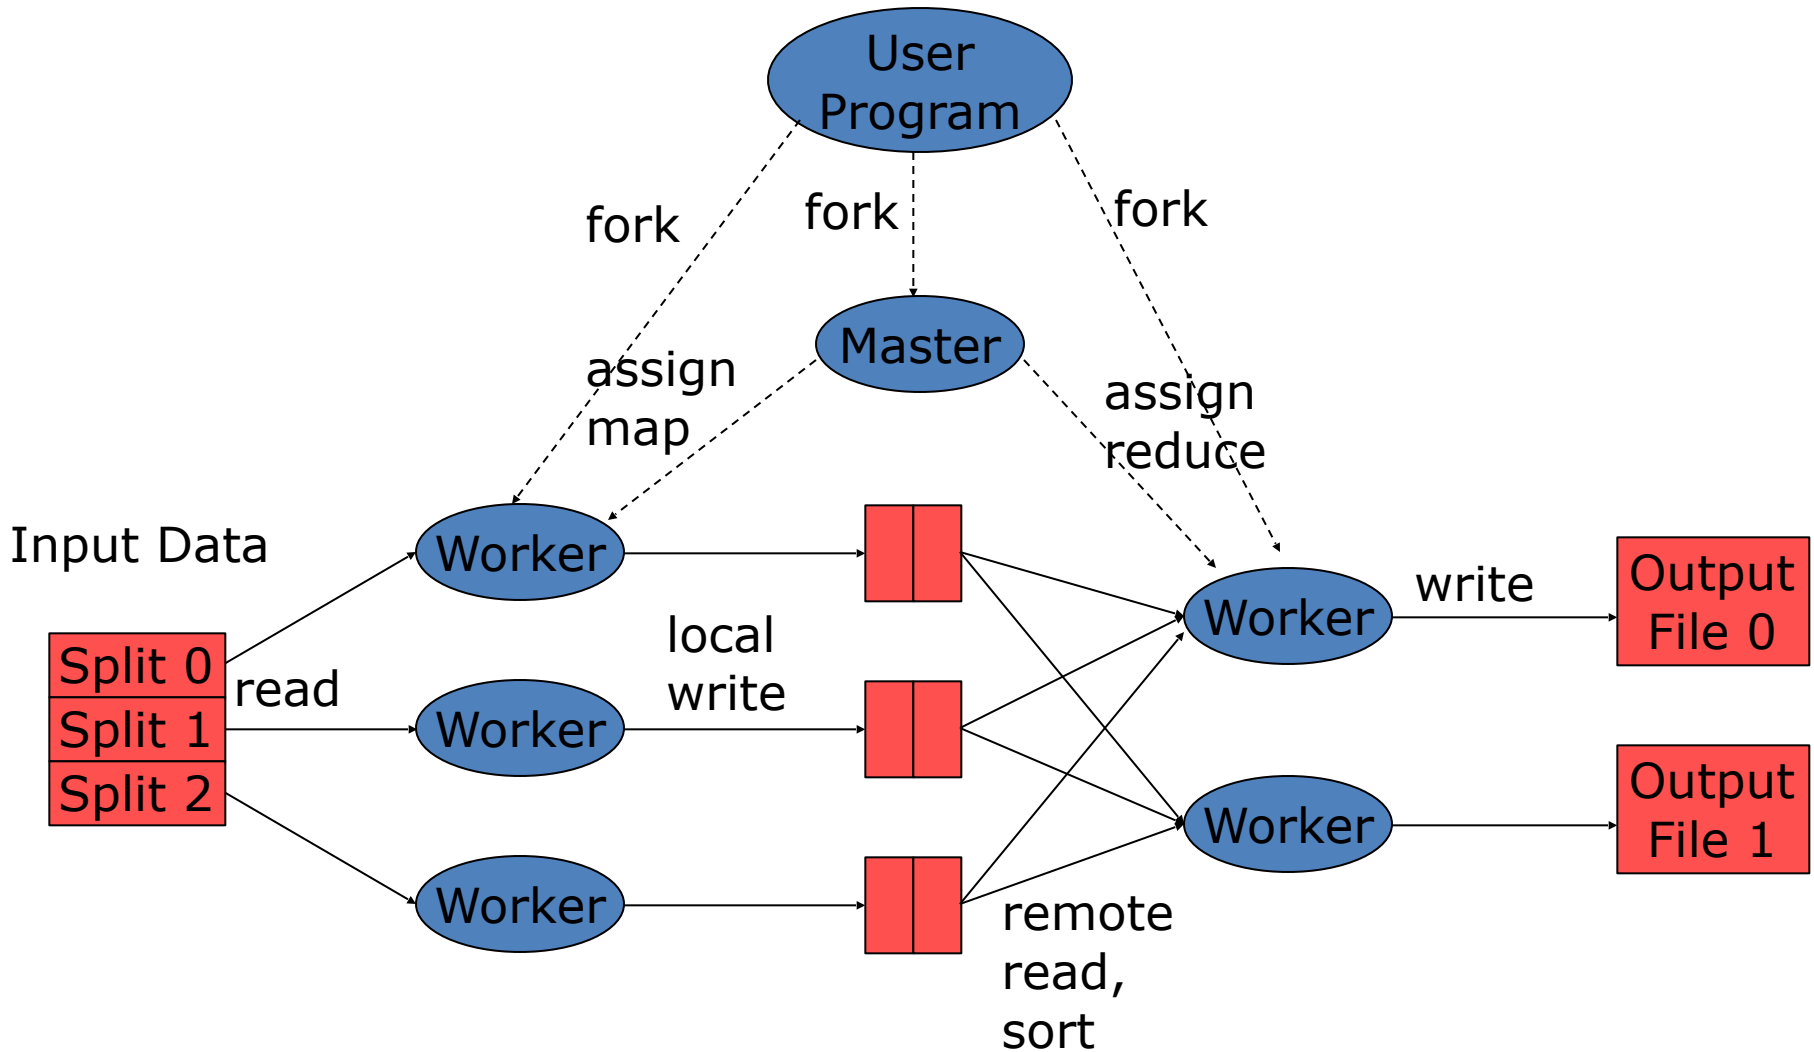 User
Program
fork
fork
fork
Master
assign
map
assign
reduce
Input Data
Worker
Split 0
Split 1
Split 2
read
Worker
local
write
Worker
Worker
write
Output
File 0
Worker
Output
File 1
remote
read,
sort